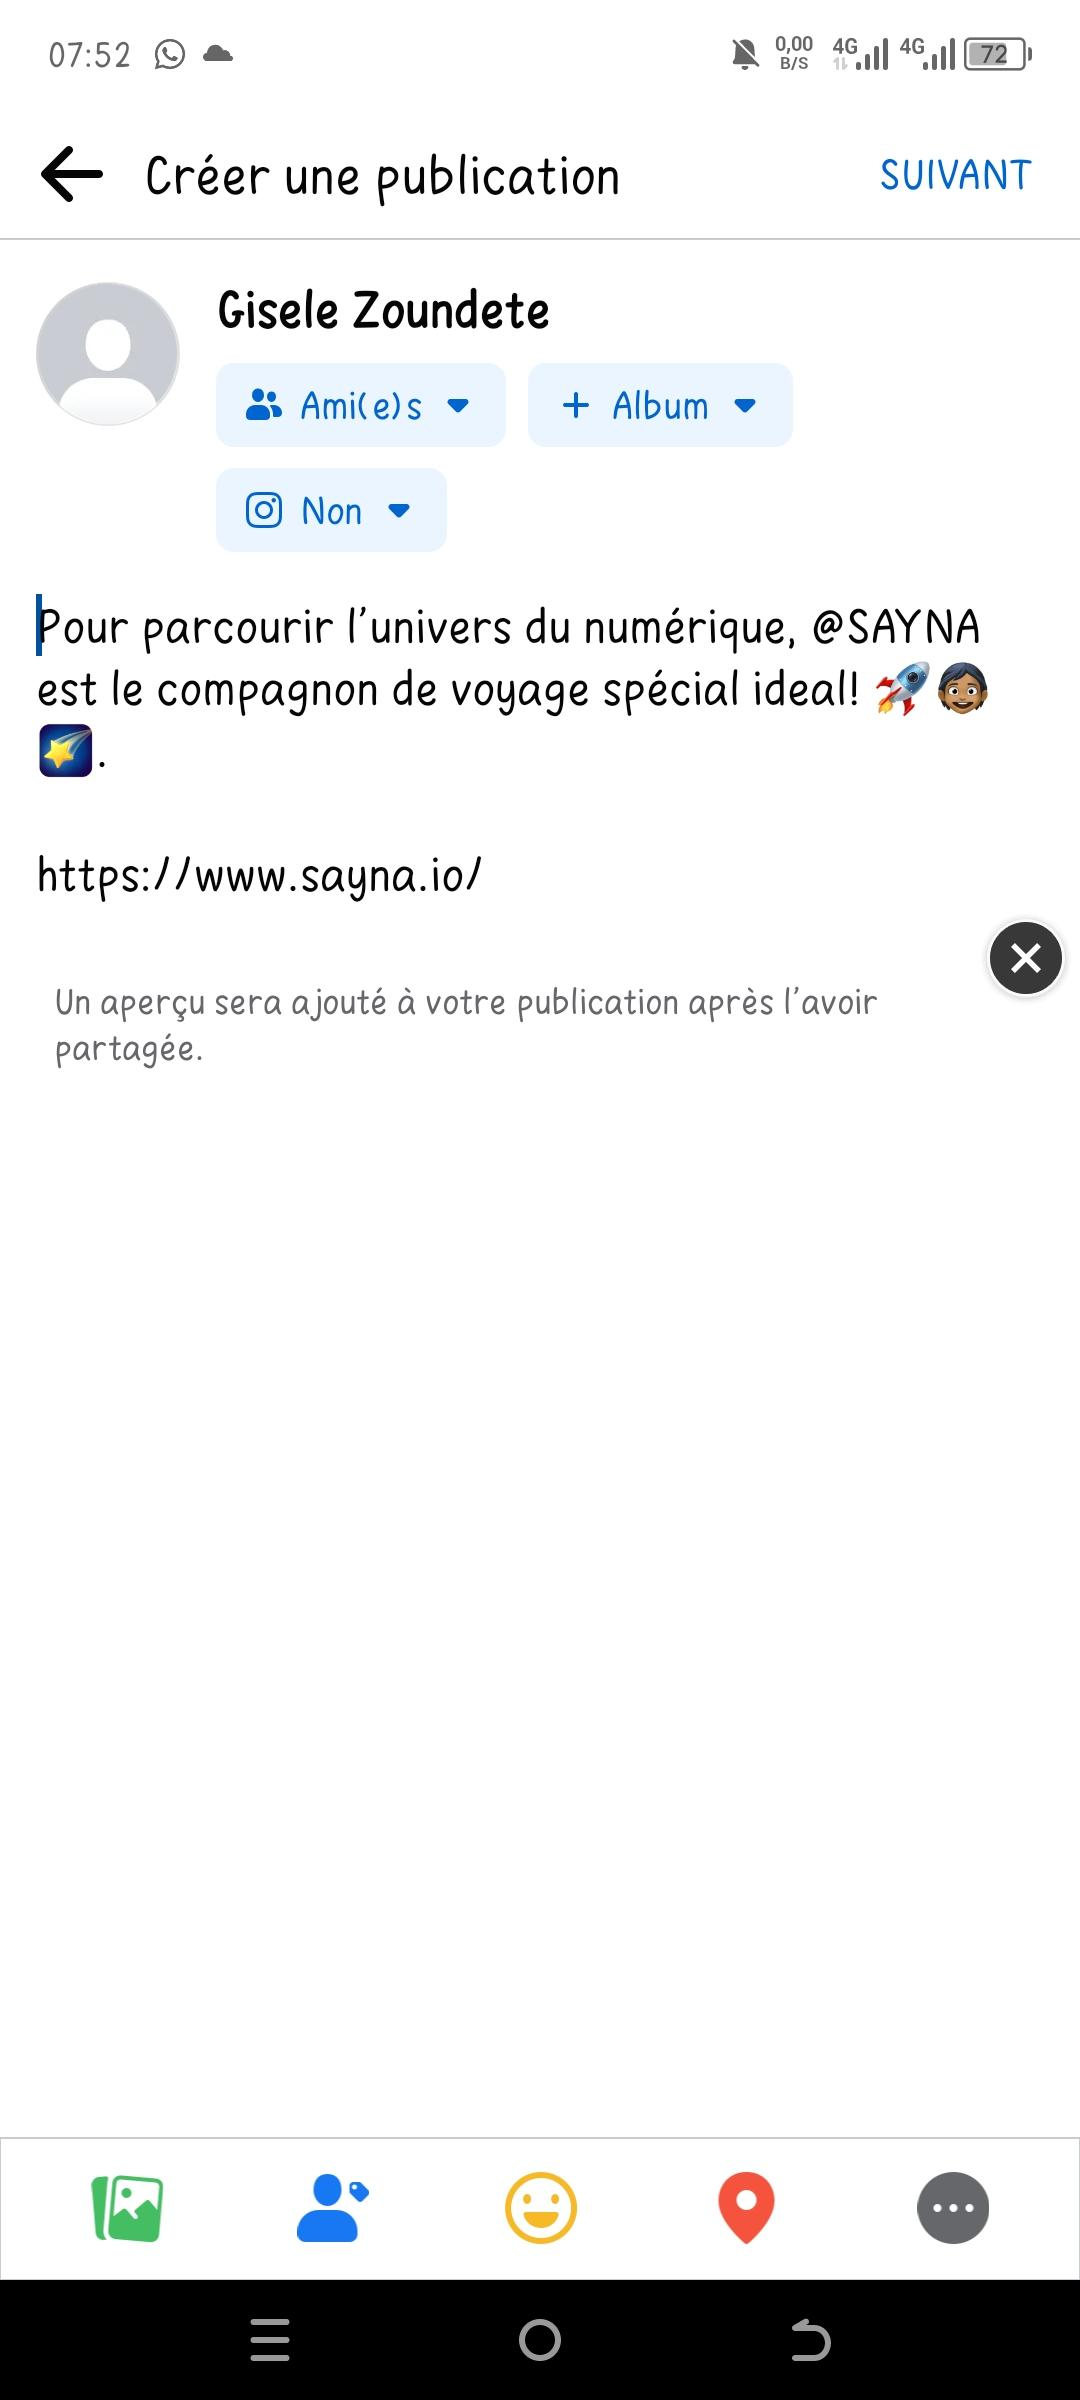 07:52 0,00 B/S 4G 4G 72
Créer une publication SUIVANT
Gisele Zoundete
Ami(e)s + Album
Non
Pour parcourir l'univers du numérique, @SAYNA
est le compagnon de voyage spécial ideal! 🚀👩🏾
🌠.
https://www.sayna.io/
Un aperçu sera ajouté à votre publication après l'avoir
partagée.